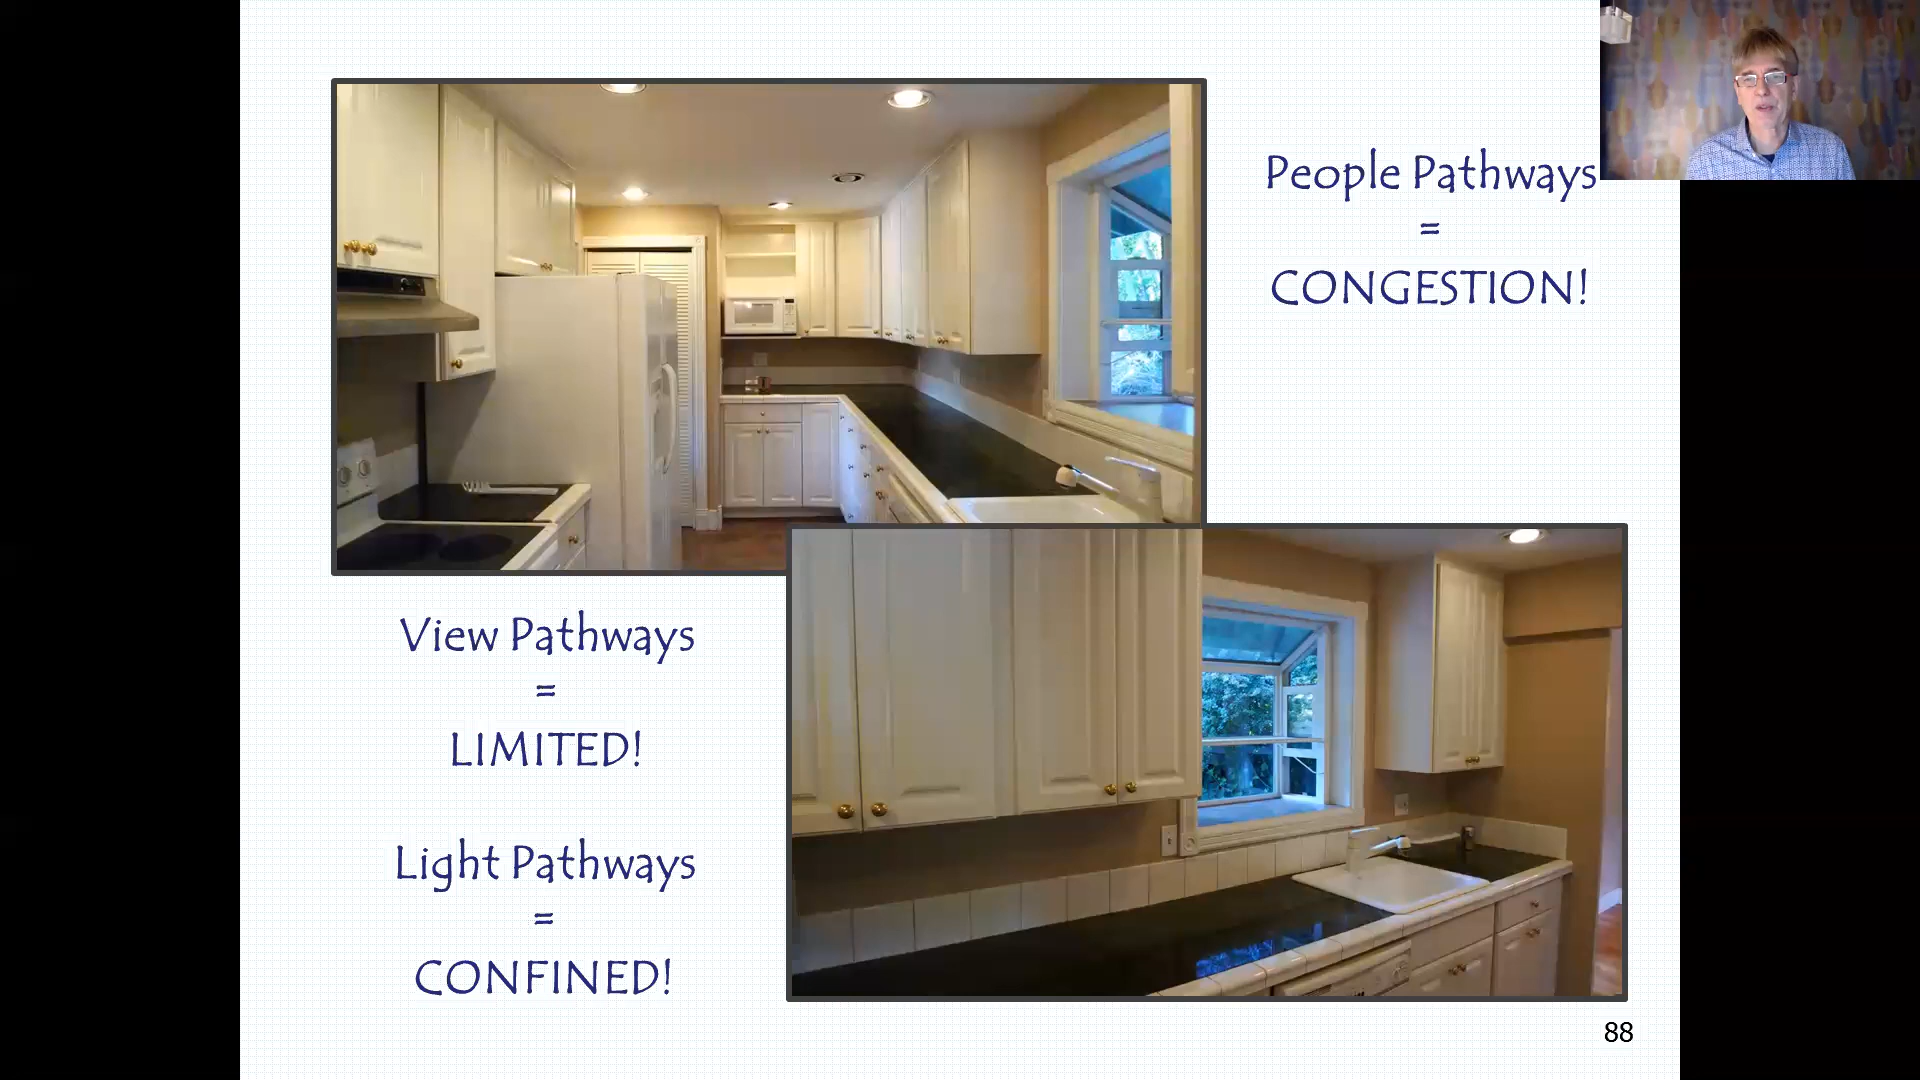 People Pathways
=
CONGESTION!
View Pathways
=
LIMITED!
Light Pathways
=
CONFINED!
88